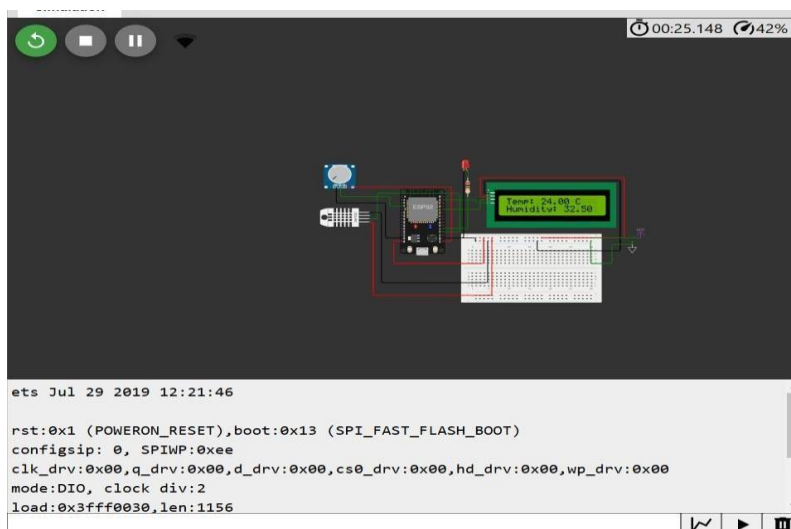 00:25.148 42%
ESP32
Temp: 24.00 C
Humidity: 32.50
ets Jul 29 2019 12:21:46
rst:0x1 (POWERON_RESET),boot:0x13 (SPI_FAST_FLASH_BOOT)
configsip: 0, SPIWP:0xee
clk_drv:0x00,q_drv:0x00,d_drv:0x00,cs0_drv:0x00,hd_drv:0x00,wp_drv:0x00
mode:DIO, clock div:2
load:0x3fff0030,len:1156